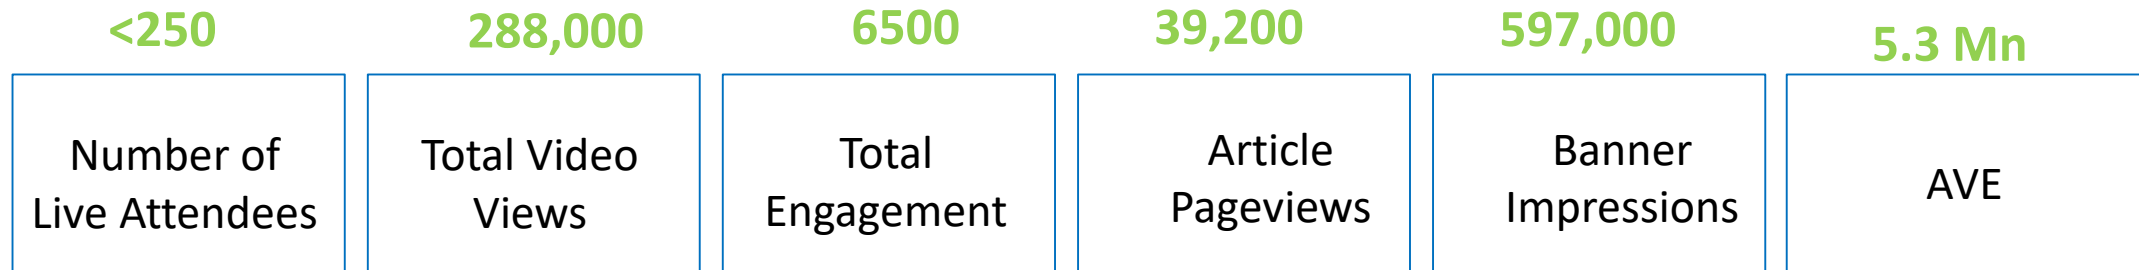 <250
288,000
6500
39,200
597,000
5.3 Mn
Number of
Live Attendees
Total Video
Views
Total
Engagement
Article
Pageviews
Banner
Impressions
AVE